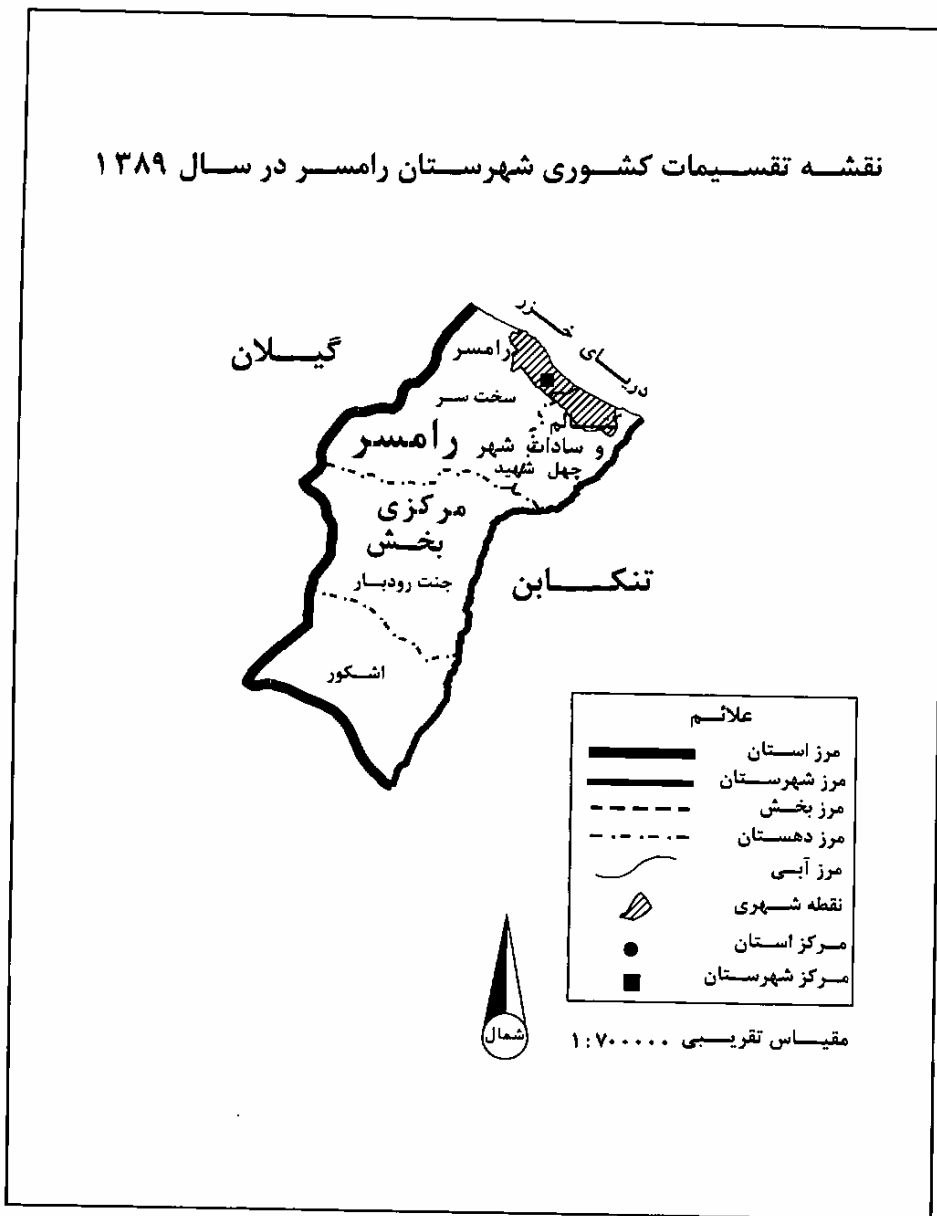 نقشه تقسیمات کشوری شهرستان رامسر در سال ۱۳۸۹
دریای خزر
گیلان
رامسر
سخت سر
رامسر
و سادات شهر
چهل شهید
مرکزی
بخش
جنت رودبار
تنکابن
اشکور
علائم
مرز استان
مرز شهرستان
مرز بخش
مرز دهستان
مرز آبی
نقطه شهری
مرکز استان
مرکز شهرستان
شمال
مقیاس تقریبی ۱:۷۰۰۰۰۰